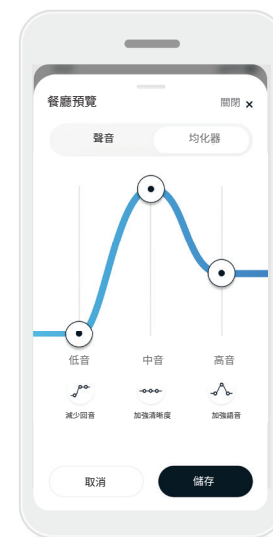 餐廳預覽
關閉 ×
聲音 均化器
低音 中音 高音
減少回音 加強清晰度 加強語音
取消 儲存